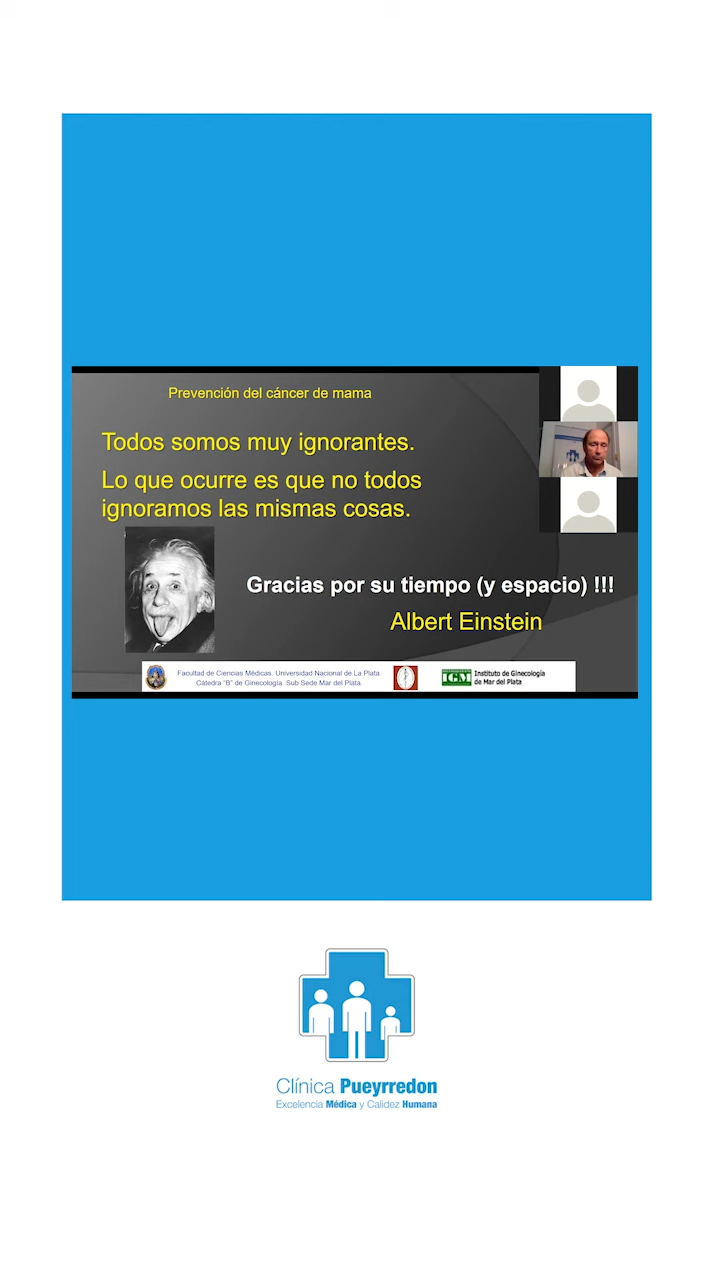 Prevención del cáncer de mama
Todos somos muy ignorantes.
Lo que ocurre es que no todos
ignoramos las mismas cosas.
Gracias por su tiempo (y espacio) !!!
Albert Einstein
Facultad de Ciencias Médicas. Universidad Nacional de La Plata
Cátedra "B" de Ginecología. Sub Sede Mar del Plata
IGM
Instituto de Ginecología
de Mar del Plata
Clínica Pueyrredon
Excelencia Médica y Calidez Humana